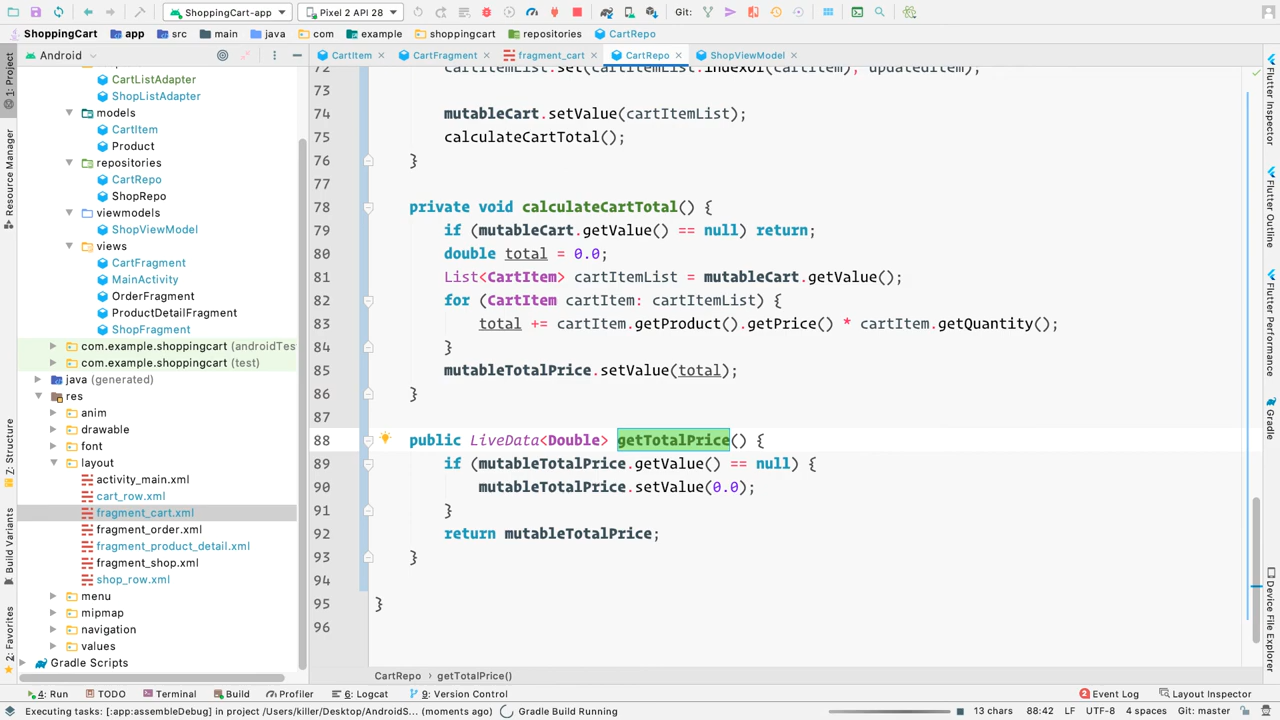 ShoppingCart-app
Pixel 2 API 28
Git:
ShoppingCart
app
src
main
java
com
example
shoppingcart
repositories
CartRepo
Android
CartItem
CartFragment
fragment_cart
CartRepo
ShopViewModel
1: Project
Resource Manager
Z: Structure
Build Variants
2: Favorites
CartListAdapter
ShopListAdapter
models
CartItem
Product
repositories
CartRepo
ShopRepo
viewmodels
ShopViewModel
views
CartFragment
MainActivity
OrderFragment
ProductDetailFragment
ShopFragment
com.example.shoppingcart (androidTes
com.example.shoppingcart (test)
java (generated)
res
anim
drawable
font
layout
activity_main.xml
cart_row.xml
fragment_cart.xml
fragment_order.xml
fragment_product_detail.xml
fragment_shop.xml
shop_row.xml
menu
mipmap
navigation
values
Gradle Scripts
72 cartItemList.set(cartItemList.indexOf(cartItem), updatedItem);
73
74 mutableCart.setValue(cartItemList);
75 calculateCartTotal();
76 }
77
78 private void calculateCartTotal() {
79 if (mutableCart.getValue() == null) return;
80 double total = 0.0;
81 List<CartItem> cartItemList = mutableCart.getValue();
82 for (CartItem cartItem: cartItemList) {
83 total += cartItem.getProduct().getPrice() * cartItem.getQuantity();
84 }
85 mutableTotalPrice.setValue(total);
86 }
87
88 public LiveData<Double> getTotalPrice() {
89 if (mutableTotalPrice.getValue() == null) {
90 mutableTotalPrice.setValue(0.0);
91 }
92 return mutableTotalPrice;
93 }
94
95 }
96
Flutter Inspector
Flutter Outline
Flutter Performance
Gradle
Device File Explorer
CartRepo
getTotalPrice()
4: Run
TODO
Terminal
Build
Profiler
6: Logcat
9: Version Control
2 Event Log
Layout Inspector
Executing tasks: [:app:assembleDebug] in project /Users/killer/Desktop/AndroidS... (moments ago)
Gradle Build Running
13 chars
88:42
LF
UTF-8
4 spaces
Git: master